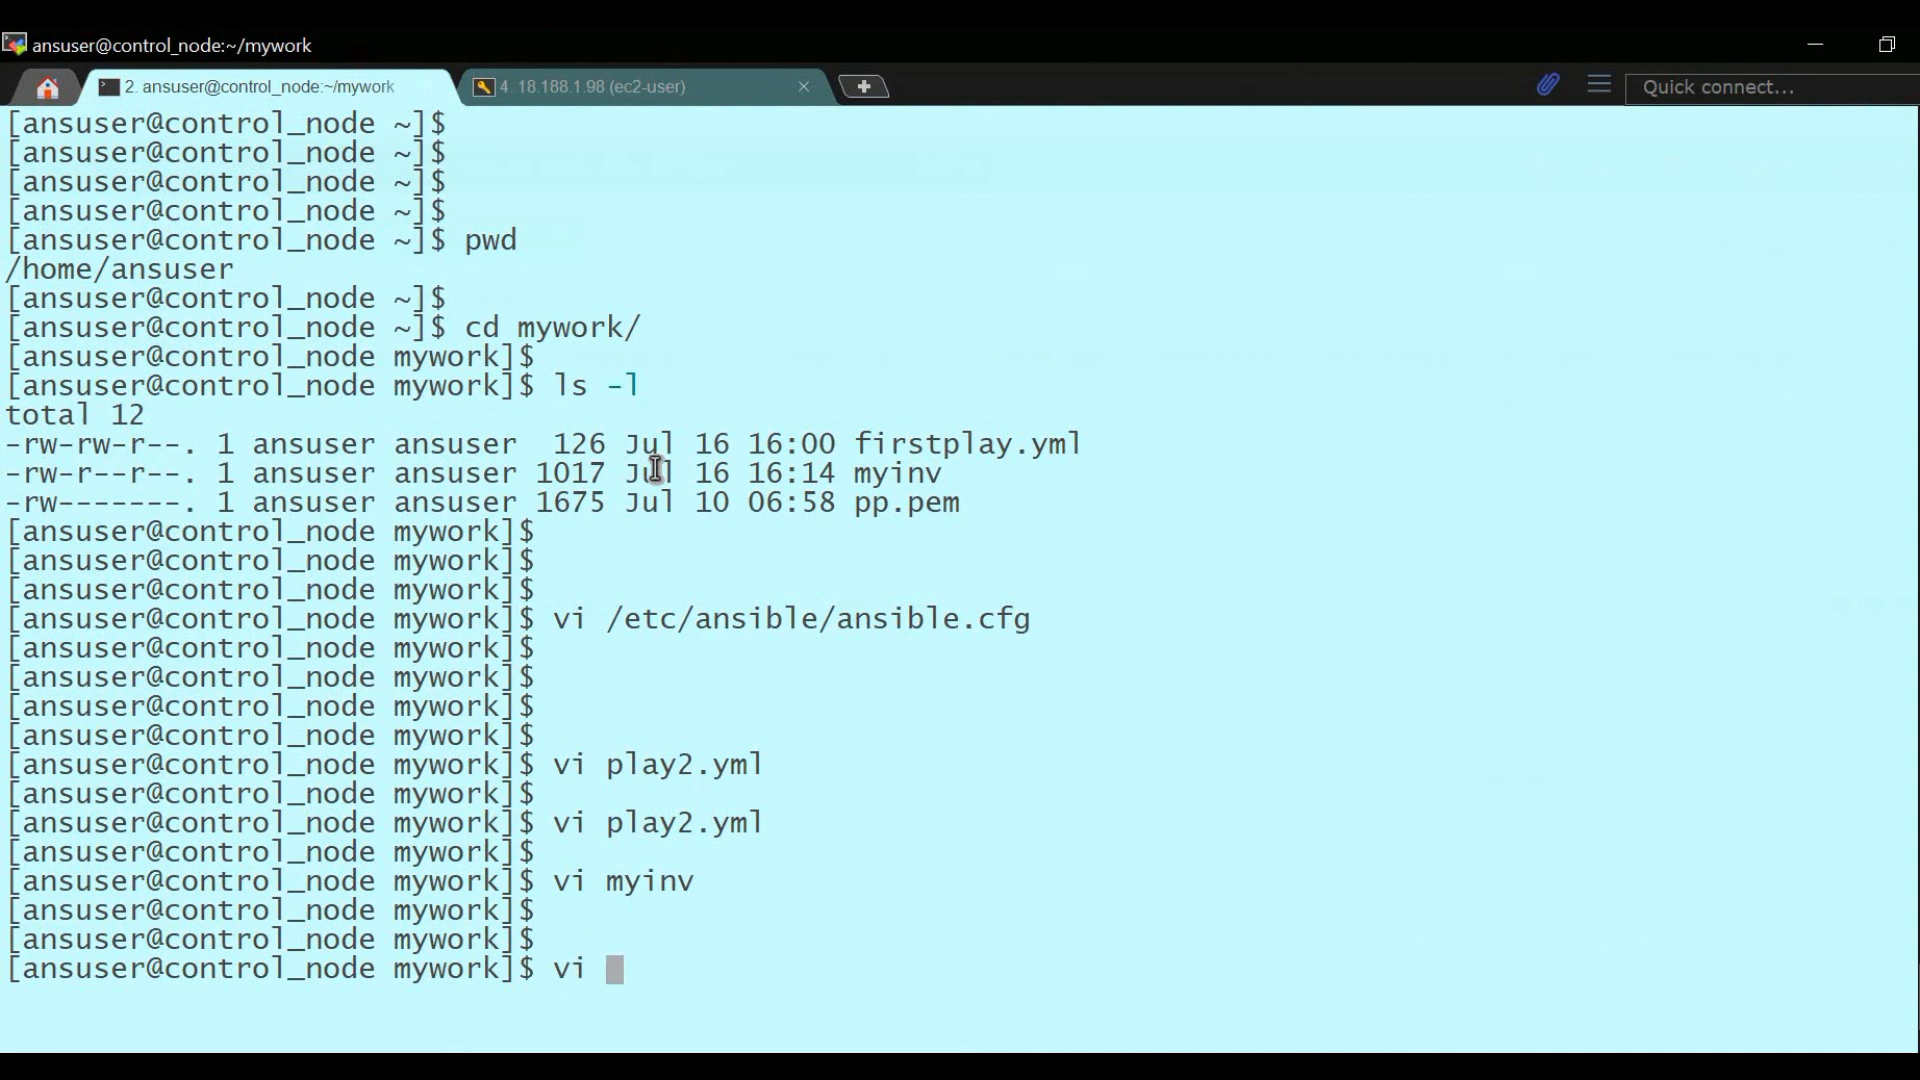 ansuser@control_node:~/mywork
2. ansuser@control_node:~/mywork
4. 18.188.1.98 (ec2-user)
Quick connect...
[ansuser@control_node ~]$
[ansuser@control_node ~]$
[ansuser@control_node ~]$
[ansuser@control_node ~]$
[ansuser@control_node ~]$ pwd
/home/ansuser
[ansuser@control_node ~]$
[ansuser@control_node ~]$ cd mywork/
[ansuser@control_node mywork]$
[ansuser@control_node mywork]$ ls -l
total 12
-rw-rw-r--. 1 ansuser ansuser  126 Jul 16 16:00 firstplay.yml
-rw-r--r--. 1 ansuser ansuser 1017 Jul 16 16:14 myinv
-rw-------. 1 ansuser ansuser 1675 Jul 10 06:58 pp.pem
[ansuser@control_node mywork]$
[ansuser@control_node mywork]$
[ansuser@control_node mywork]$
[ansuser@control_node mywork]$ vi /etc/ansible/ansible.cfg
[ansuser@control_node mywork]$
[ansuser@control_node mywork]$
[ansuser@control_node mywork]$
[ansuser@control_node mywork]$
[ansuser@control_node mywork]$ vi play2.yml
[ansuser@control_node mywork]$
[ansuser@control_node mywork]$ vi play2.yml
[ansuser@control_node mywork]$
[ansuser@control_node mywork]$ vi myinv
[ansuser@control_node mywork]$
[ansuser@control_node mywork]$
[ansuser@control_node mywork]$ vi